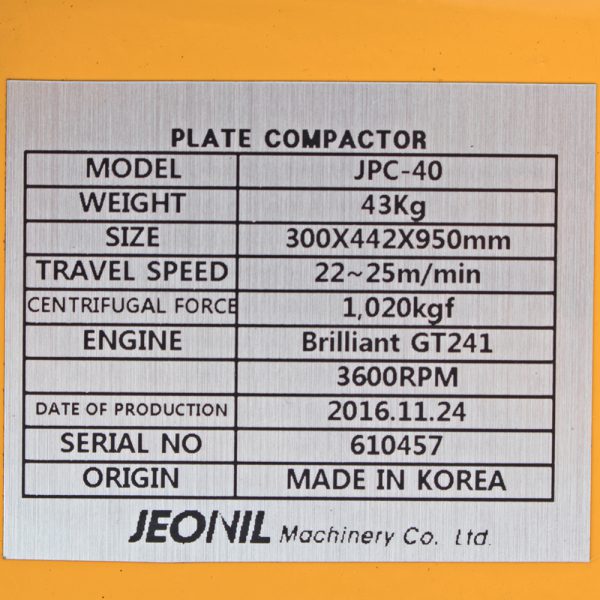 PLATE COMPACTOR
MODEL JPC-40
WEIGHT 43Kg
SIZE 300X442X950mm
TRAVEL SPEED 22~25m/min
CENTRIFUGAL FORCE 1,020kgf
ENGINE Brilliant GT241
3600RPM
DATE OF PRODUCTION 2016.11.24
SERIAL NO 610457
ORIGIN MADE IN KOREA
JEONIL Machinery Co. Ltd.